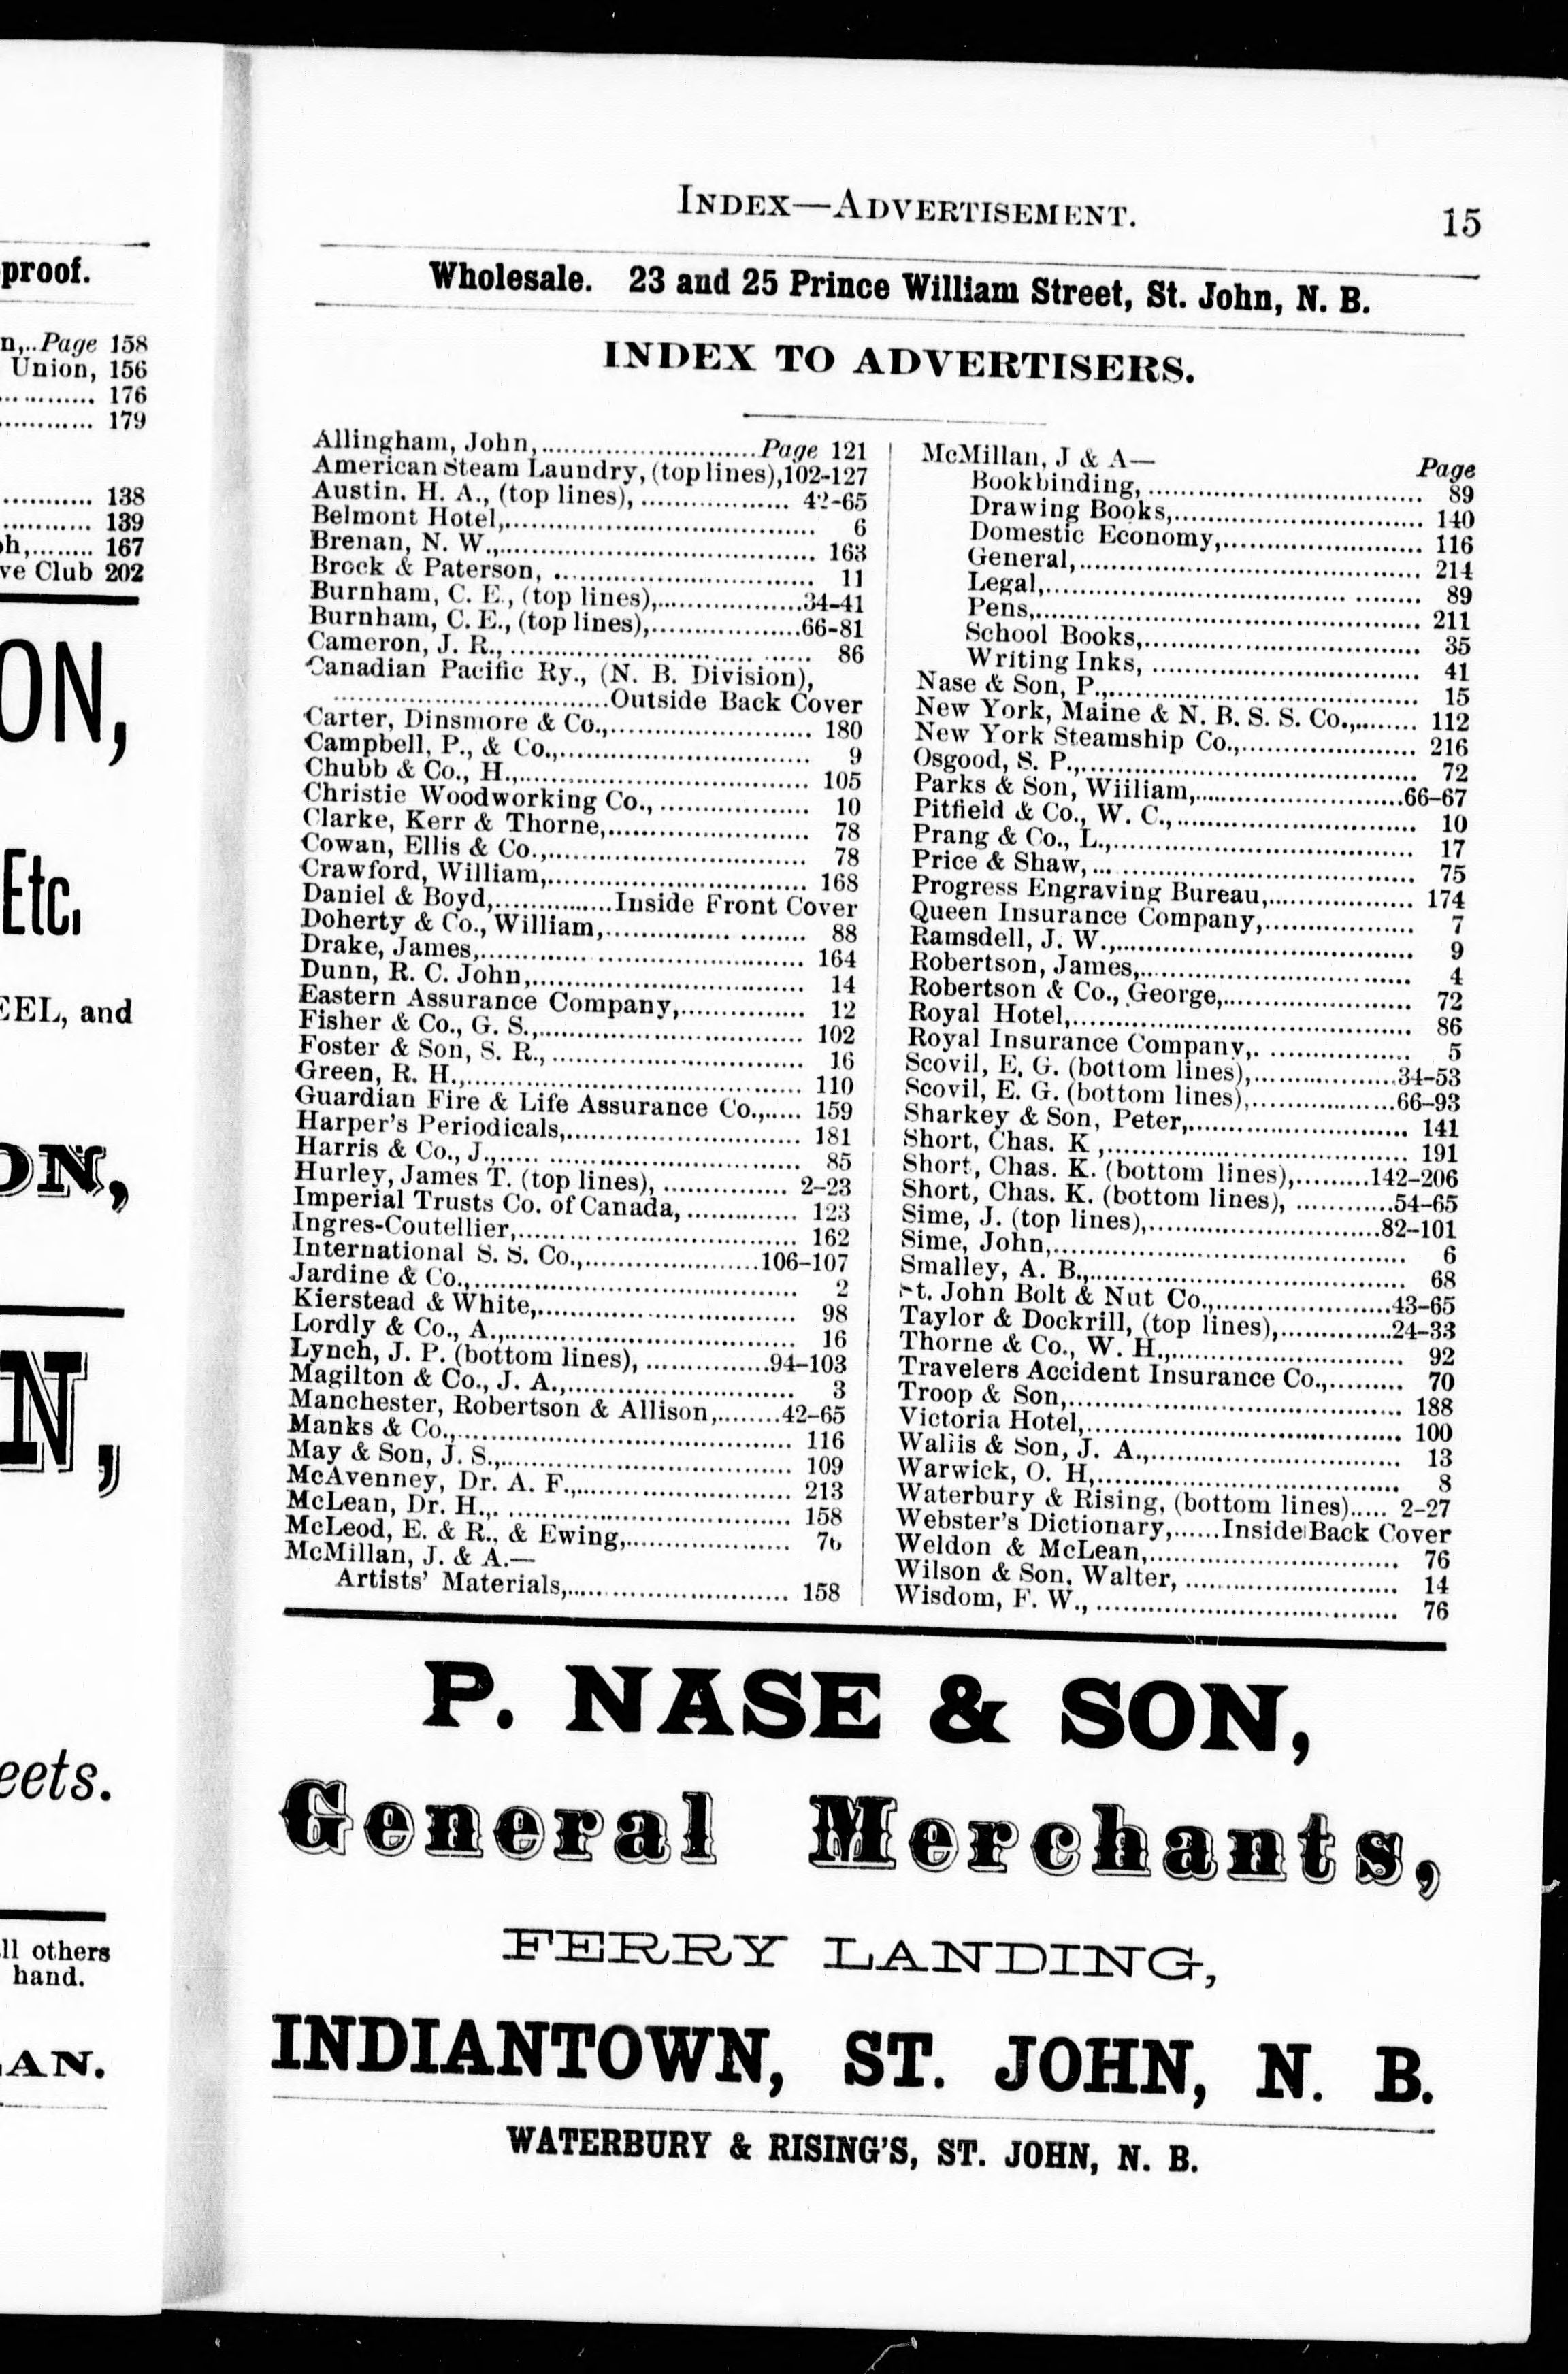 proof.
n,..Page 158
Union, 156
............ 176
............ 179
............ 138
............ 139
h,........ 167
ve Club 202
ON,
Etc.
EEL, and
ON,
N,
eets.
ll others
hand.
AN.
INDEX—ADVERTISEMENT. 15
Wholesale. 23 and 25 Prince William Street, St. John, N. B.
INDEX TO ADVERTISERS.
Allingham, John,..........Page 121
American Steam Laundry, (top lines),102-127
Austin, H. A., (top lines), .......... 42-65
Belmont Hotel,.......... 6
Brenan, N. W.,.......... 163
Brock & Paterson, .......... 11
Burnham, C. E., (top lines),..........34-41
Burnham, C. E., (top lines),..........66-81
Cameron, J. R., .......... 86
Canadian Pacific Ry., (N. B. Division),
..........Outside Back Cover
Carter, Dinsmore & Co.,.......... 180
Campbell, P., & Co.,.......... 9
Chubb & Co., H.,.......... 105
Christie Woodworking Co., .......... 10
Clarke, Kerr & Thorne,.......... 78
Cowan, Ellis & Co.,.......... 78
Crawford, William,.......... 168
Daniel & Boyd,..........Inside Front Cover
Doherty & Co., William,.......... 88
Drake, James,.......... 164
Dunn, R. C. John,.......... 14
Eastern Assurance Company,.......... 12
Fisher & Co., G. S.,.......... 102
Foster & Son, S. R., .......... 16
Green, R. H.,.......... 110
Guardian Fire & Life Assurance Co.,..... 159
Harper's Periodicals,.......... 181
Harris & Co., J.,.......... 85
Hurley, James T. (top lines), .......... 2-23
Imperial Trusts Co. of Canada, .......... 123
Ingres-Coutellier,.......... 162
International S. S. Co.,..........106-107
Jardine & Co.,.......... 2
Kierstead & White,.......... 98
Lordly & Co., A.,.......... 16
Lynch, J. P. (bottom lines), ..........94-103
Magilton & Co., J. A.,.......... 3
Manchester, Robertson & Allison,........42-65
Manks & Co.,.......... 116
May & Son, J. S.,.......... 109
McAvenney, Dr. A. F.,.......... 213
McLean, Dr. H.,.......... 158
McLeod, E. & R., & Ewing,.......... 76
McMillan, J. & A.—
Artists' Materials,.......... 158
McMillan, J & A—
Page
Bookbinding, .......... 89
Drawing Books,.......... 140
Domestic Economy,.......... 116
General,.......... 214
Legal,.......... 89
Pens,.......... 211
School Books,.......... 35
Writing Inks, .......... 41
Nase & Son, P.,.......... 15
New York, Maine & N. B. S. S. Co.,........ 112
New York Steamship Co.,.......... 216
Osgood, S. P.,.......... 72
Parks & Son, Wiiliam,..........66-67
Pitfield & Co., W. C.,.......... 10
Prang & Co., L.,.......... 17
Price & Shaw,.......... 75
Progress Engraving Bureau,.......... 174
Queen Insurance Company,.......... 7
Ramsdell, J. W.,.......... 9
Robertson, James,.......... 4
Robertson & Co., George,.......... 72
Royal Hotel,.......... 86
Royal Insurance Company,. .......... 5
Scovil, E. G. (bottom lines),..........34-53
Scovil, E. G. (bottom lines),..........66-93
Sharkey & Son, Peter,.......... 141
Short, Chas. K ,.......... 191
Short, Chas. K. (bottom lines),..........142-206
Short, Chas. K. (bottom lines), ..........54-65
Sime, J. (top lines),..........82-101
Sime, John,.......... 6
Smalley, A. B.,.......... 68
St. John Bolt & Nut Co.,..........43-65
Taylor & Dockrill, (top lines),..........24-33
Thorne & Co., W. H.,.......... 92
Travelers Accident Insurance Co.,......... 70
Troop & Son,.......... 188
Victoria Hotel,.......... 100
Wallis & Son, J. A.,.......... 13
Warwick, O. H,.......... 8
Waterbury & Rising, (bottom lines)..... 2-27
Webster's Dictionary,......Inside Back Cover
Weldon & McLean,.......... 76
Wilson & Son, Walter, .......... 14
Wisdom, F. W., .......... 76
P. NASE & SON,
General Merchants,
FERRY LANDING,
INDIANTOWN, ST. JOHN, N. B.
WATERBURY & RISING'S, ST. JOHN, N. B.